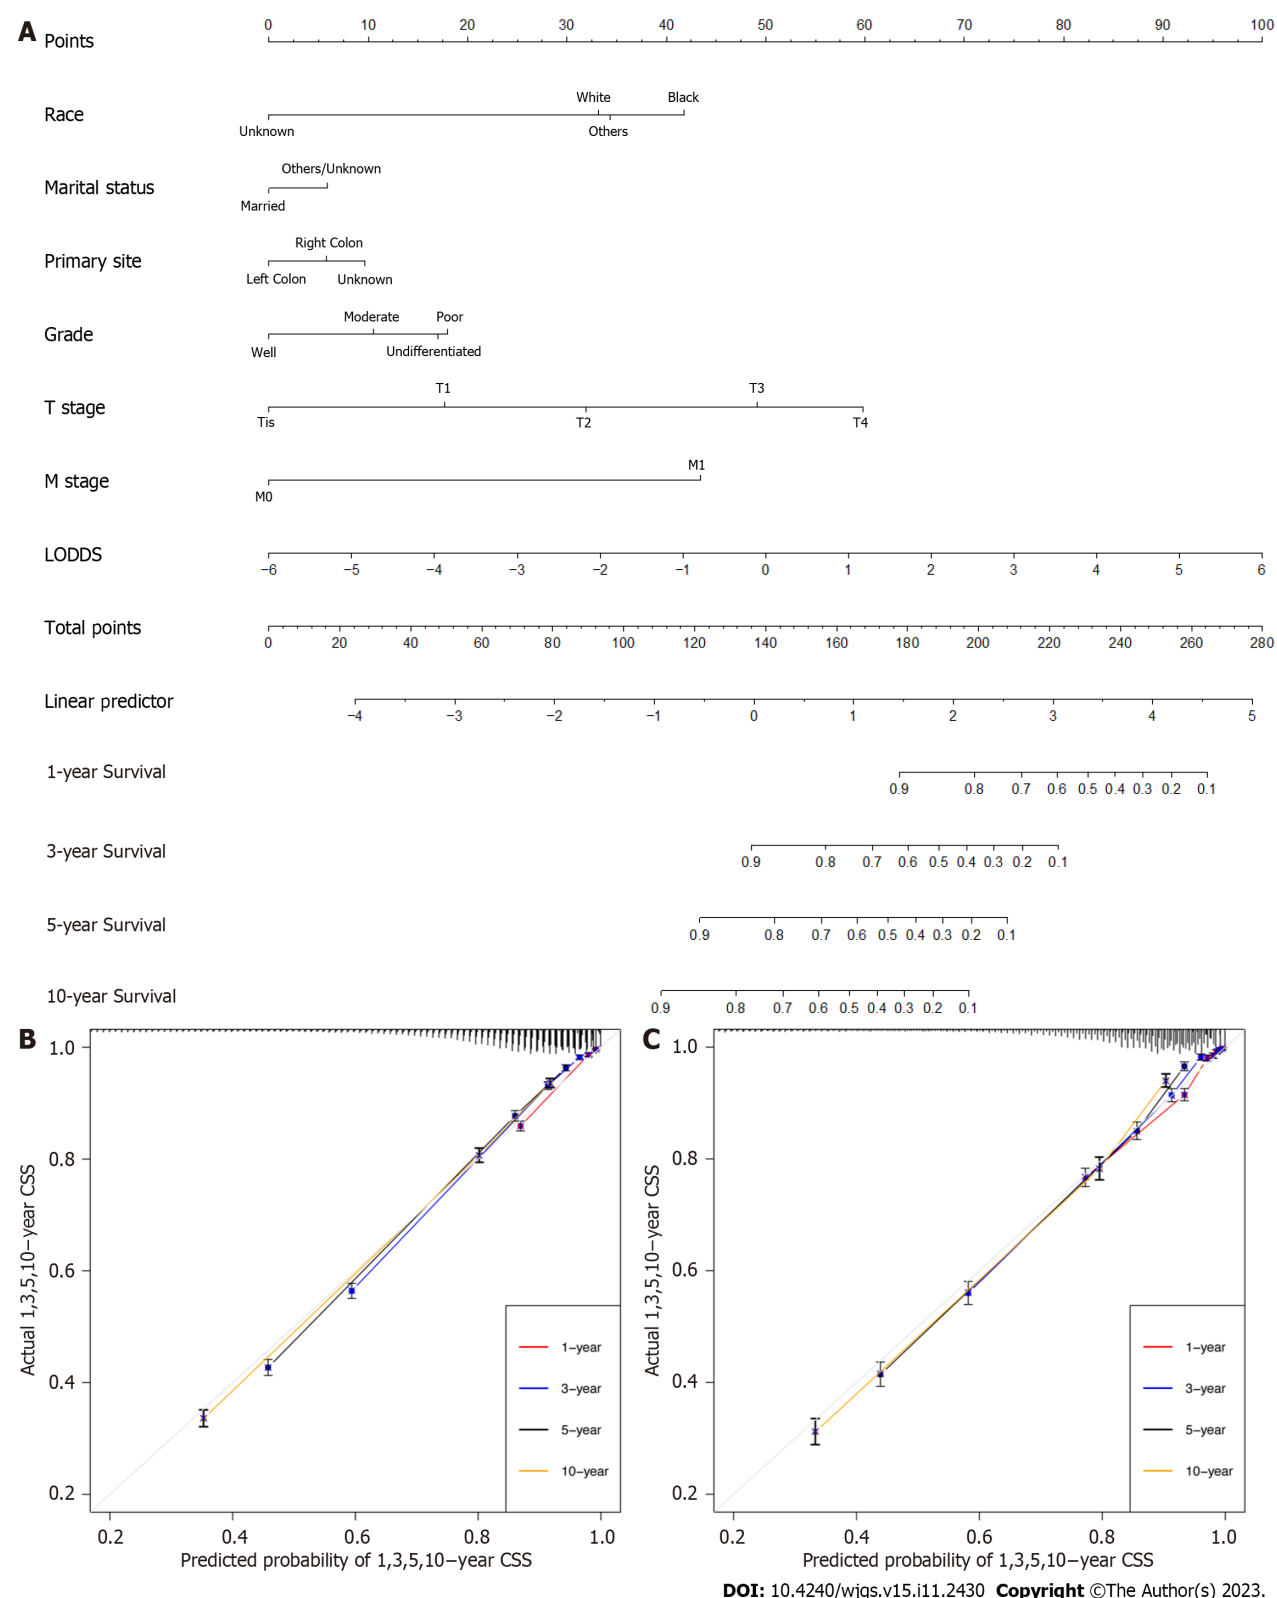 A
0 10 20 30 40 50 60 70 80 90 100
Points
White Black
Race
Unknown Others
Others/Unknown
Marital status
Married
Right Colon
Primary site
Left Colon Unknown
Moderate Poor
Grade
Well Undifferentiated
T1 T3
T stage
Tis T2 T4
M1
M stage
M0
LODDS
−6 −5 −4 −3 −2 −1 0 1 2 3 4 5 6
Total points
0 20 40 60 80 100 120 140 160 180 200 220 240 260 280
Linear predictor
−4 −3 −2 −1 0 1 2 3 4 5
1-year Survival
0.9 0.8 0.7 0.6 0.5 0.4 0.3 0.2 0.1
3-year Survival
0.9 0.8 0.7 0.6 0.5 0.4 0.3 0.2 0.1
5-year Survival
0.9 0.8 0.7 0.6 0.5 0.4 0.3 0.2 0.1
10-year Survival
0.9 0.8 0.7 0.6 0.5 0.4 0.3 0.2 0.1
B
1.0
0.8
0.6
0.4
0.2
Actual 1,3,5,10−year CSS
1−year
3−year
5−year
10−year
0.2 0.4 0.6 0.8 1.0
Predicted probability of 1,3,5,10−year CSS
C
1.0
0.8
0.6
0.4
0.2
Actual 1,3,5,10−year CSS
1−year
3−year
5−year
10−year
0.2 0.4 0.6 0.8 1.0
Predicted probability of 1,3,5,10−year CSS
DOI: 10.4240/wjgs.v15.i11.2430 Copyright ©The Author(s) 2023.